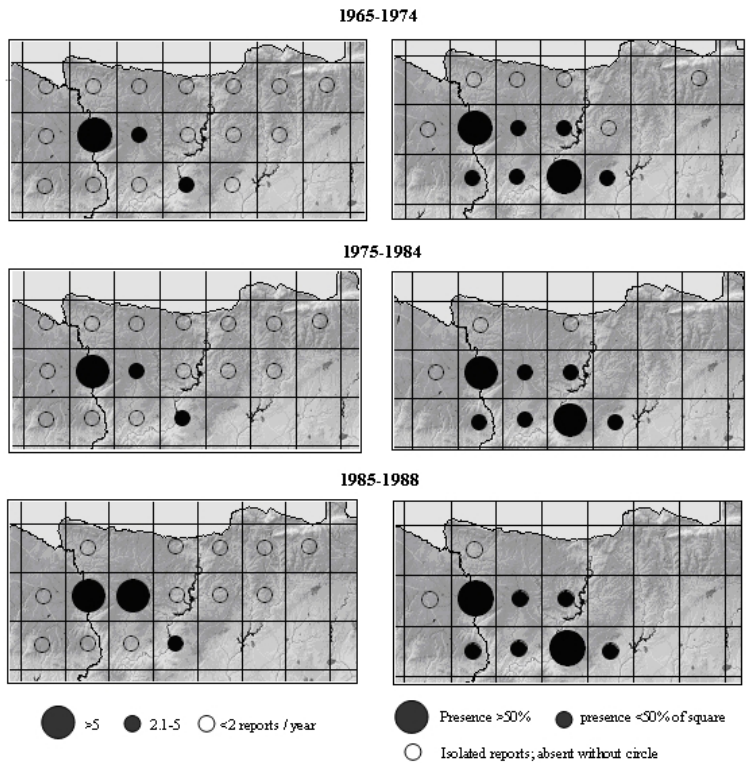 1965-1974
1975-1984
1985-1988
>5
2.1-5
<2 reports / year
Presence >50%
presence <50% of square
Isolated reports; absent without circle